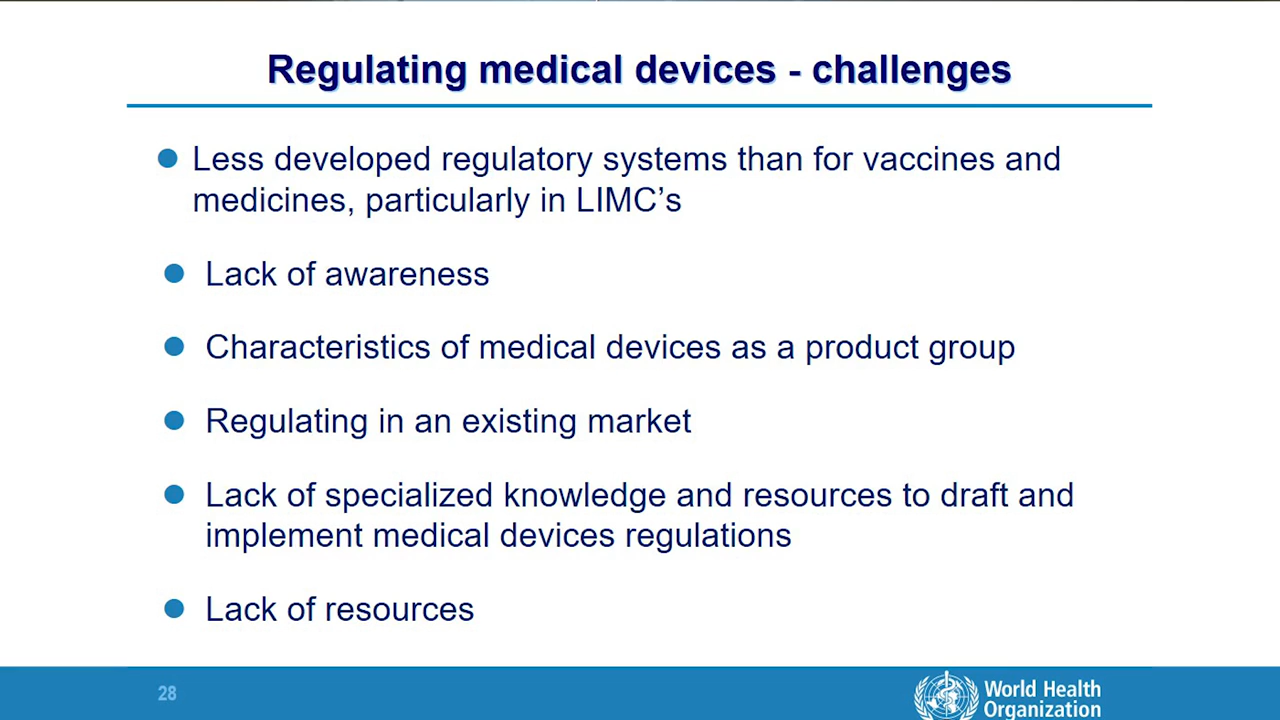 Regulating medical devices - challenges
Less developed regulatory systems than for vaccines and
medicines, particularly in LIMC’s
Lack of awareness
Characteristics of medical devices as a product group
Regulating in an existing market
Lack of specialized knowledge and resources to draft and
implement medical devices regulations
Lack of resources
28
World Health
Organization